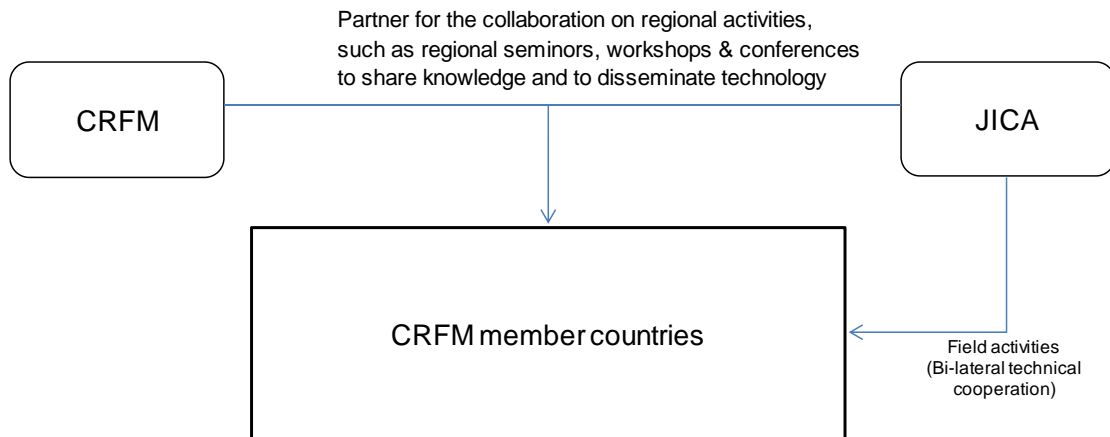 Partner for the collaboration on regional activities,
such as regional seminors, workshops & conferences
to share knowledge and to disseminate technology
CRFM
JICA
CRFM member countries
Field activities
(Bi-lateral technical
cooperation)